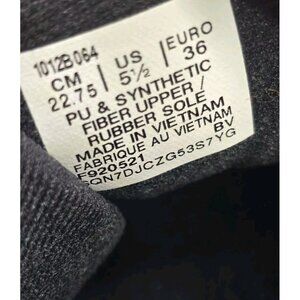 1012B064
CM US EURO
22.75 5½ 36
PU & SYNTHETIC
FIBER UPPER/
RUBBER SOLE
MADE IN VIETNAM
FABRIQUE AU VIETNAM
F920521 BV
SQN7DJCZG53S7YG